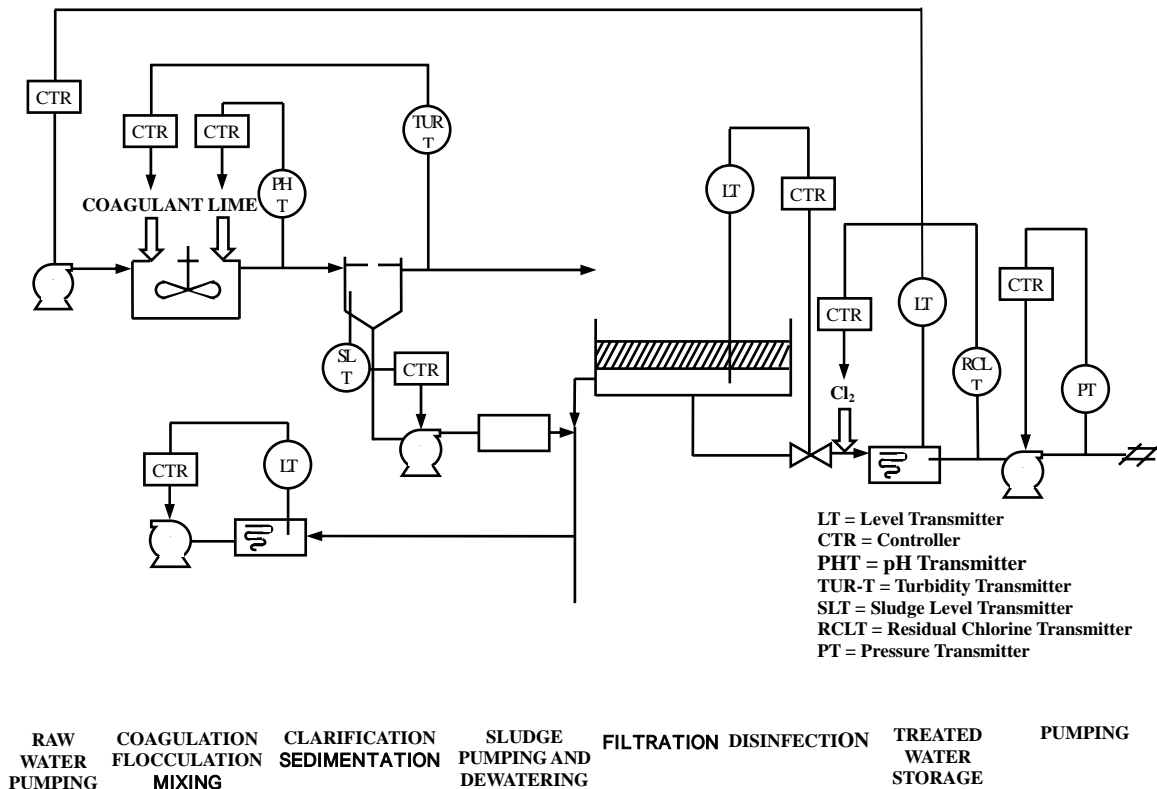 CTR
CTR
CTR
TUR
T
PH
T
COAGULANT LIME
LT
CTR
SL
T
CTR
LT
CTR
CTR
LT
CTR
RCL
T
PT
Cl₂
CTR
LT
LT = Level Transmitter
CTR = Controller
PHT = pH Transmitter
TUR-T = Turbidity Transmitter
SLT = Sludge Level Transmitter
RCLT = Residual Chlorine Transmitter
PT = Pressure Transmitter
RAW
WATER
PUMPING
COAGULATION
FLOCCULATION
MIXING
CLARIFICATION
SEDIMENTATION
SLUDGE
PUMPING AND
DEWATERING
FILTRATION
DISINFECTION
TREATED
WATER
STORAGE
PUMPING